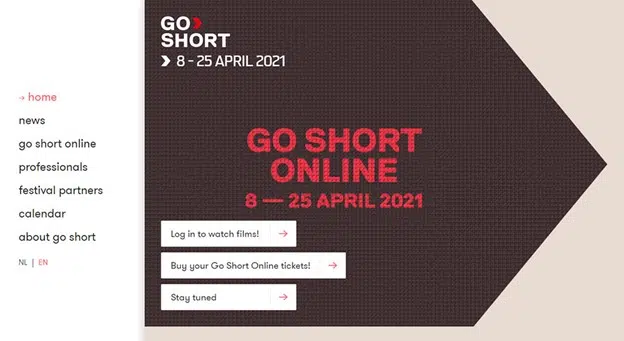 → home
news
go short online
professionals
festival partners
calendar
about go short
NL | EN
GO
SHORT
8 - 25 APRIL 2021
GO SHORT
ONLINE
8 — 25 APRIL 2021
Log in to watch films! →
Buy your Go Short Online tickets! →
Stay tuned →